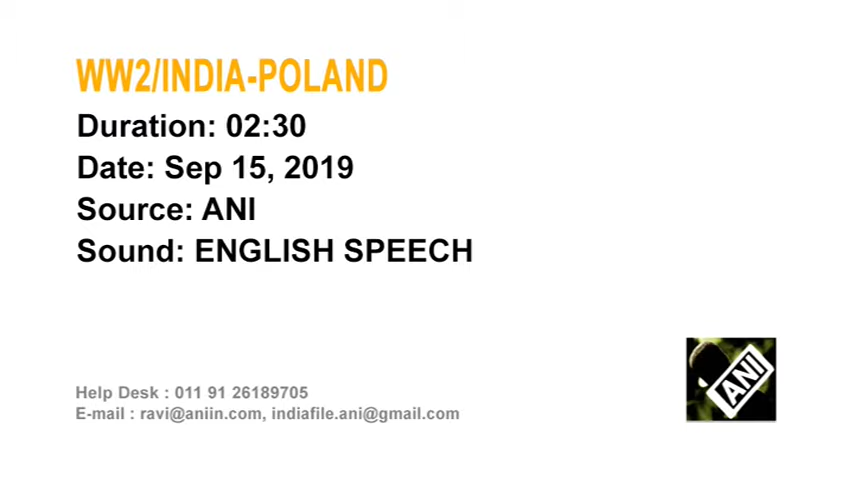 WW2/INDIA-POLAND
Duration: 02:30
Date: Sep 15, 2019
Source: ANI
Sound: ENGLISH SPEECH
ANI
Help Desk : 011 91 26189705
E-mail : ravi@aniin.com, indiafile.ani@gmail.com